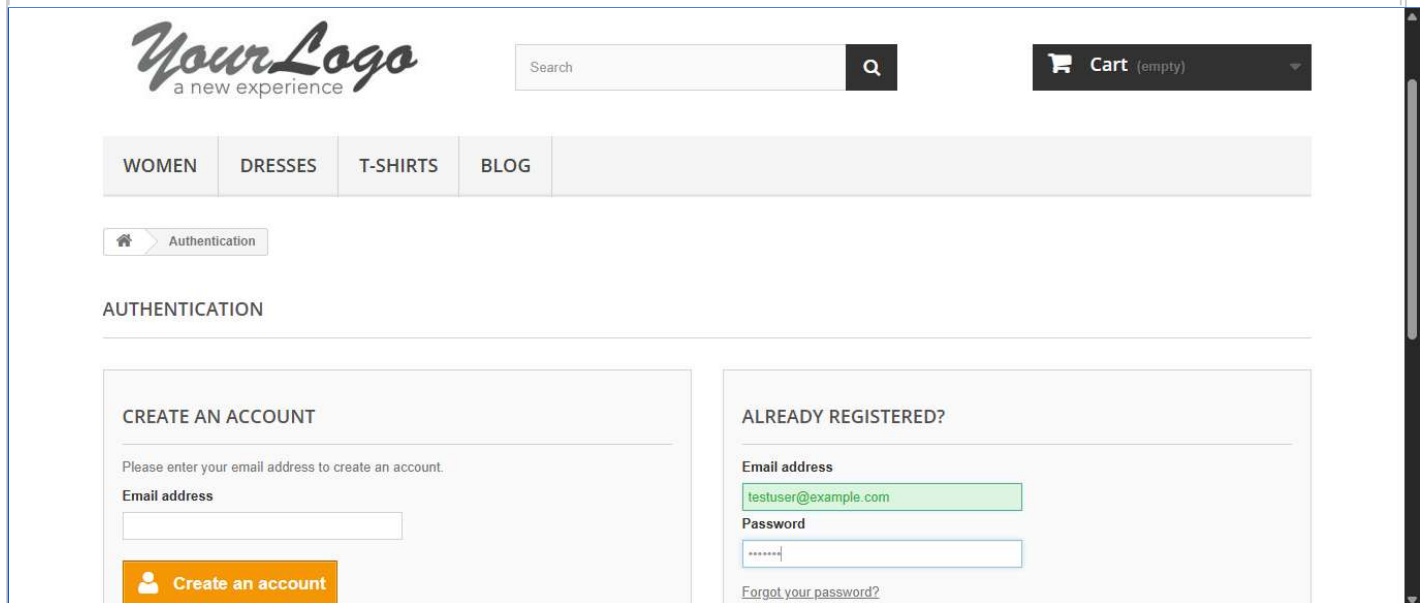 YourLogo
a new experience
Search
Cart (empty)
WOMEN DRESSES T-SHIRTS BLOG
Authentication
AUTHENTICATION
CREATE AN ACCOUNT
Please enter your email address to create an account.
Email address
Create an account
ALREADY REGISTERED?
Email address
testuser@example.com
Password
•••••••
Forgot your password?